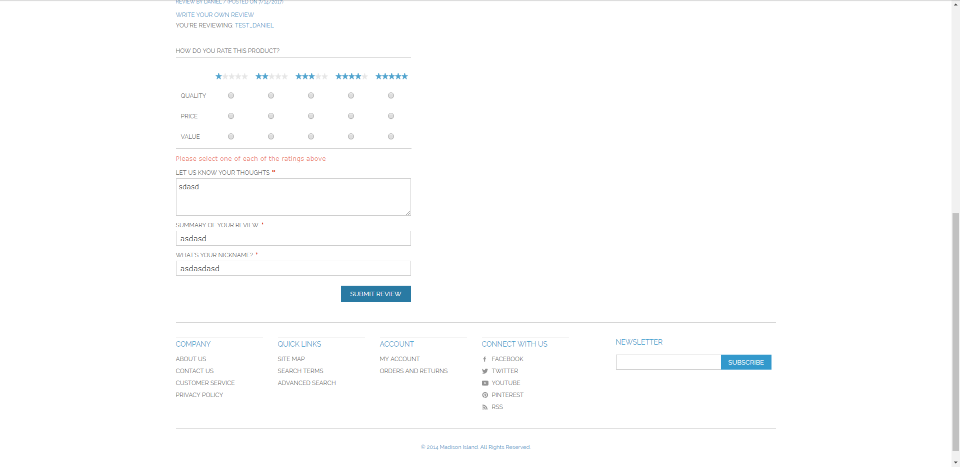 REVIEW BY DANIEL / (POSTED ON 7/11/2017)
WRITE YOUR OWN REVIEW
YOU'RE REVIEWING: TEST_DANIEL
HOW DO YOU RATE THIS PRODUCT?
QUALITY
PRICE
VALUE
Please select one of each of the ratings above
LET US KNOW YOUR THOUGHTS *
sdasd
SUMMARY OF YOUR REVIEW *
asdasd
WHAT'S YOUR NICKNAME? *
asdasdasd
SUBMIT REVIEW
COMPANY
ABOUT US
CONTACT US
CUSTOMER SERVICE
PRIVACY POLICY
QUICK LINKS
SITE MAP
SEARCH TERMS
ADVANCED SEARCH
ACCOUNT
MY ACCOUNT
ORDERS AND RETURNS
CONNECT WITH US
FACEBOOK
TWITTER
YOUTUBE
PINTEREST
RSS
NEWSLETTER
SUBSCRIBE
© 2014 Madison Island. All Rights Reserved.